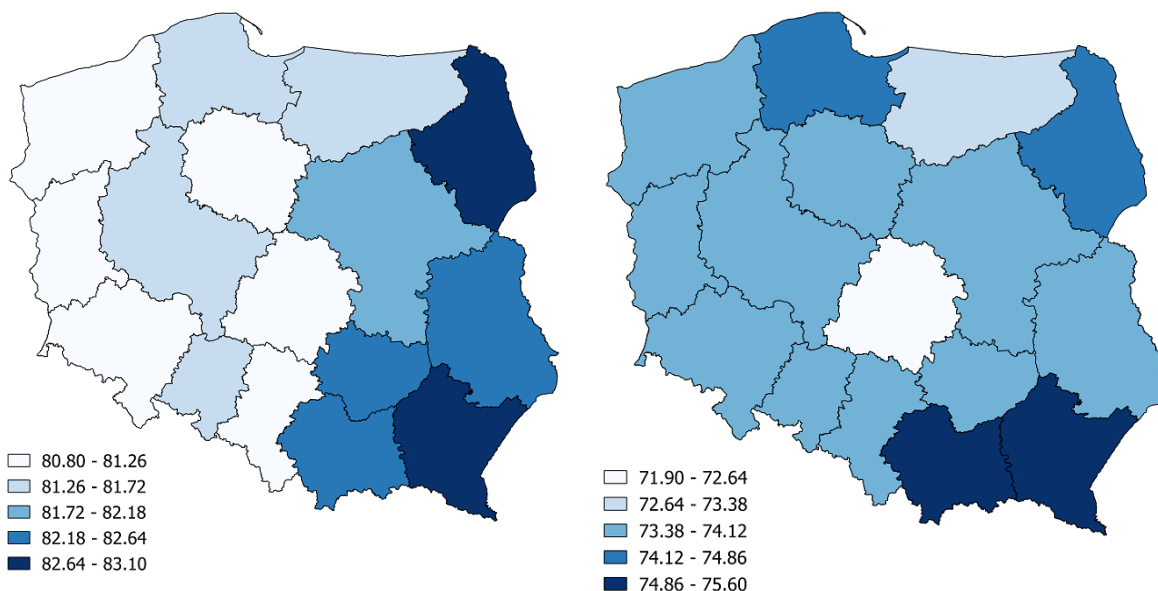 80.80 - 81.26
81.26 - 81.72
81.72 - 82.18
82.18 - 82.64
82.64 - 83.10
71.90 - 72.64
72.64 - 73.38
73.38 - 74.12
74.12 - 74.86
74.86 - 75.60